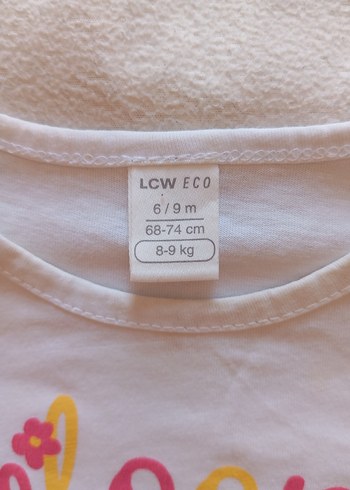 LCW ECO
6 / 9 m
68-74 cm
8-9 kg